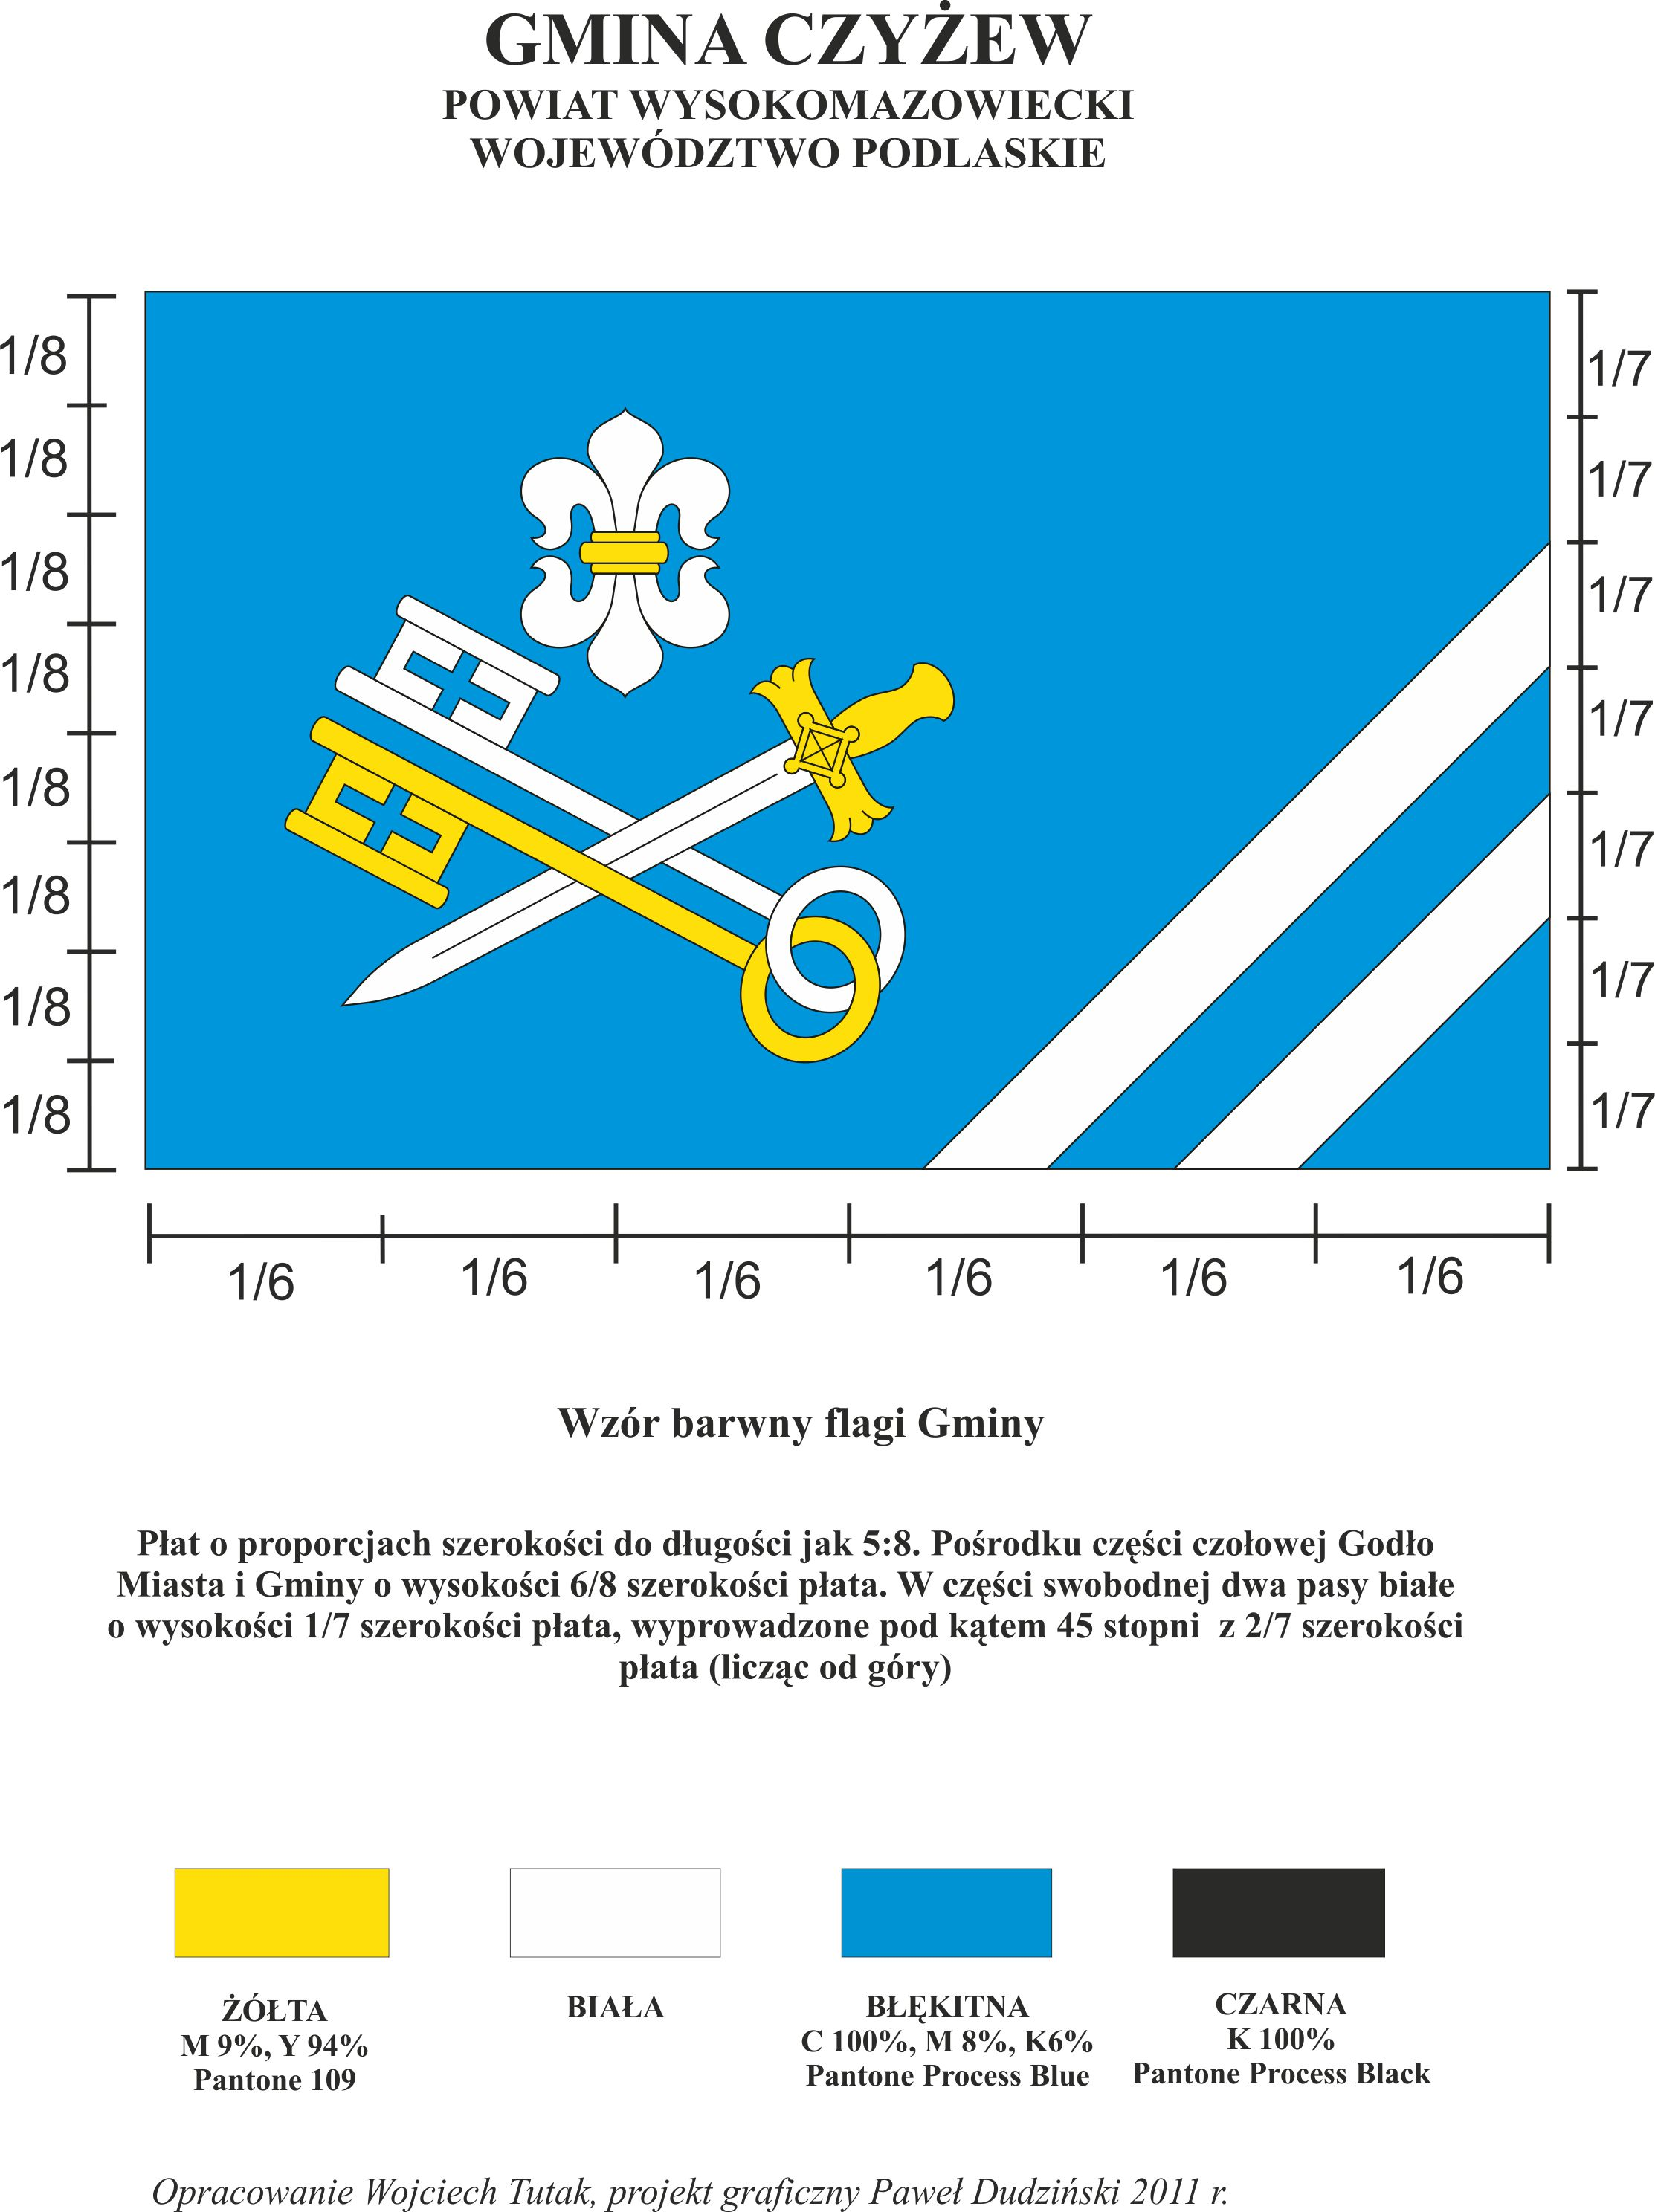 GMINA CZYŻEW
POWIAT WYSOKOMAZOWIECKI
WOJEWÓDZTWO PODLASKIE
1/8
1/8
1/8
1/8
1/8
1/8
1/8
1/8
1/7
1/7
1/7
1/7
1/7
1/7
1/7
1/6 1/6 1/6 1/6 1/6 1/6
Wzór barwny flagi Gminy
Płat o proporcjach szerokości do długości jak 5:8. Pośrodku części czołowej Godło
Miasta i Gminy o wysokości 6/8 szerokości płata. W części swobodnej dwa pasy białe
o wysokości 1/7 szerokości płata, wyprowadzone pod kątem 45 stopni z 2/7 szerokości
płata (licząc od góry)
ŻÓŁTA
M 9%, Y 94%
Pantone 109
BIAŁA
BŁĘKITNA
C 100%, M 8%, K6%
Pantone Process Blue
CZARNA
K 100%
Pantone Process Black
Opracowanie Wojciech Tutak, projekt graficzny Paweł Dudziński 2011 r.